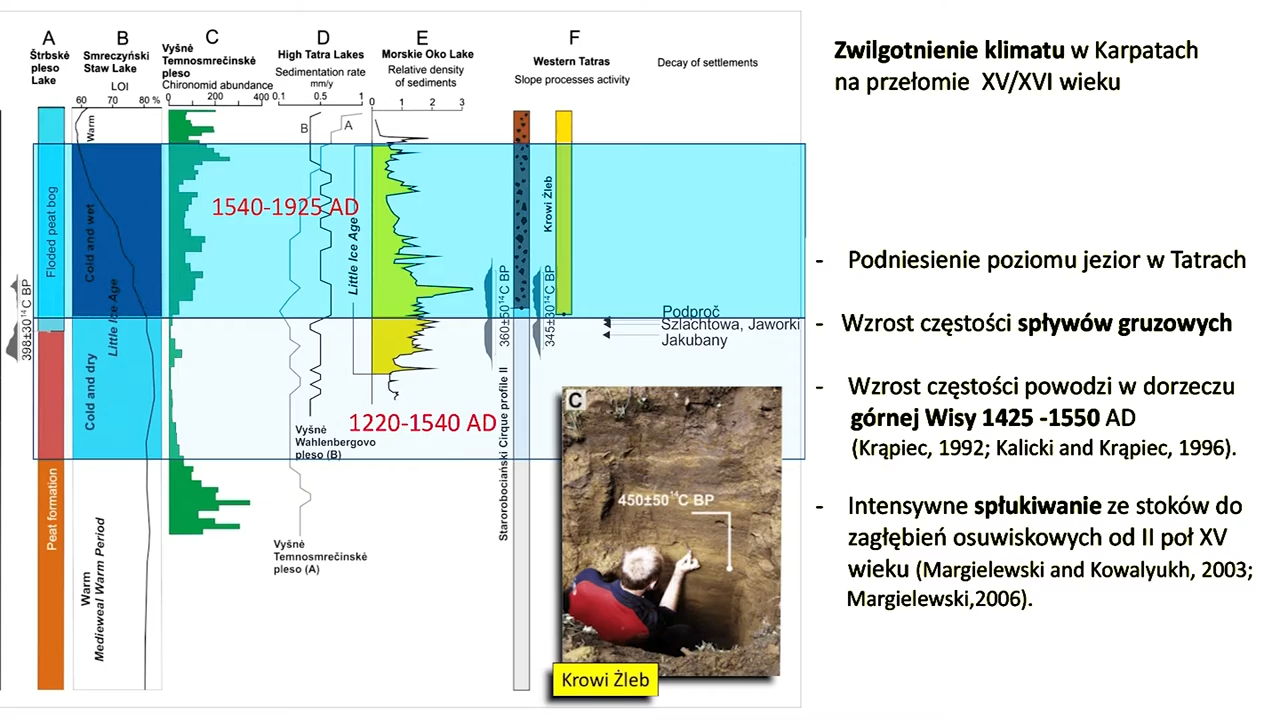 A
Štrbské
pleso
Lake
B
Smreczyński
Staw Lake
LOI
60 70 80 %
C
Vyšné
Temnosmrečinské
pleso
Chironomid abundance
0 200 400
D
High Tatra Lakes
Sedimentation rate
mm/y
0.1 0.5 1
E
Morskie Oko Lake
Relative density
of sediments
0 1 2 3
F
Western Tatras
Slope processes activity
Decay of settlements
Zwilgotnienie klimatu w Karpatach
na przełomie XV/XVI wieku
Warm
B
A
Floded peat bog
Cold and wet
Little Ice Age
1540-1925 AD
Little Ice Age
Krowi Żleb
398±30 14C BP
360±50 14C BP
345±30 14C BP
Podproč
Szlachtowa, Jaworki
Jakubany
Cold and dry
1220-1540 AD
Vyšné
Wahlenbergovo
pleso (B)
Starorobociański Cirque profile II
Peat formation
Warm
Medieweal Warm Period
Vyšné
Temnosmrečinské
pleso (A)
C
450±50 14C BP
Krowi Żleb
- Podniesienie poziomu jezior w Tatrach
- Wzrost częstości spływów gruzowych
- Wzrost częstości powodzi w dorzeczu
górnej Wisy 1425 -1550 AD
(Krąpiec, 1992; Kalicki and Krąpiec, 1996).
- Intensywne spłukiwanie ze stoków do
zagłębień osuwiskowych od II poł XV
wieku (Margielewski and Kowalyukh, 2003;
Margielewski,2006).